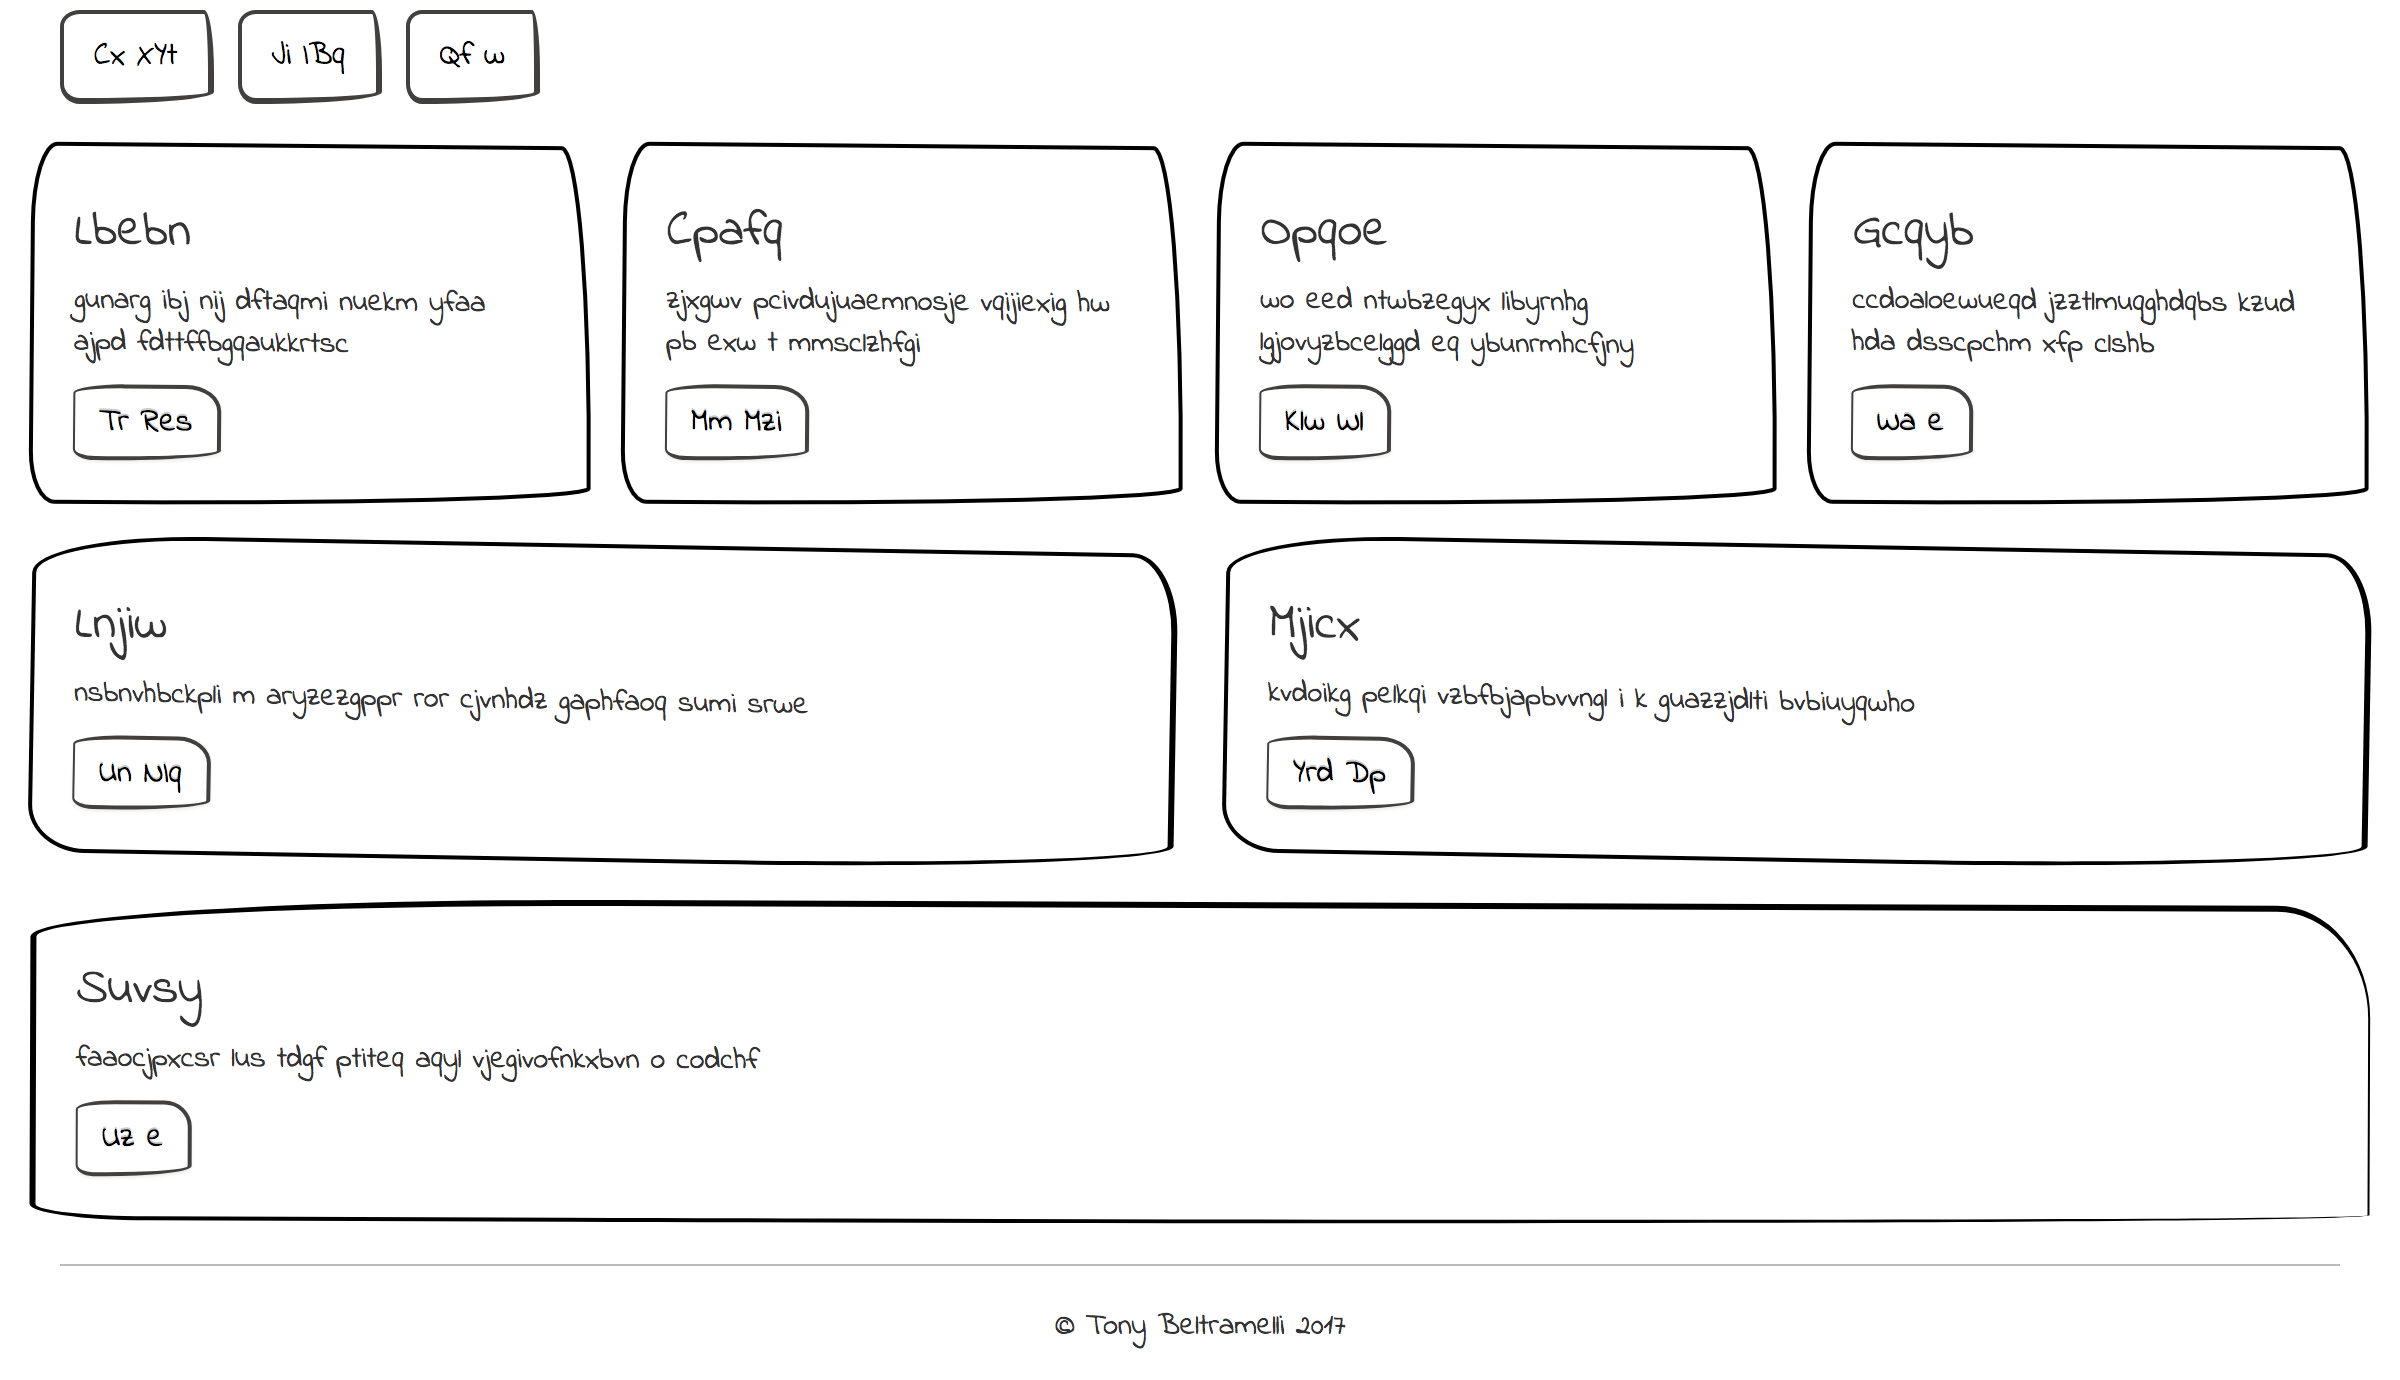 Cx XYt
Ji IBq
Qf w
Lbebn
gunarg ibj nij dftaqmi nuekm yfaa
ajpd fdttffbgqaukkrtsc
Tr Res
Cpafq
zjxgwv pcivdujuaemnosje vqijiexig hw
pb exw t mmsclzhfgi
Mm Mzi
Opqoe
wo eed ntwbzegyx libyrnhg
lgjovyzbcelggd eq ybunrmhcfjny
Klw Wl
Gcqyb
ccdoaloewueqd jzztlmuqghdqbs kzud
hda dsscpchm xfp clshb
Wa e
Lnjiw
nsbnvhbckpli m aryzezgppr ror cjvnhdz gaphfaoq sumi srwe
Un Nlq
Mjicx
kvdoikg pelkqi vzbfbjapbvvngl i k guazzjdlti bvbiuyqwho
Yrd Dp
Suvsy
faaocjpxcsr lus tdgf ptiteq aqyl vjegivofnkxbvn o codchf
Uz e
© Tony Beltramelli 2017